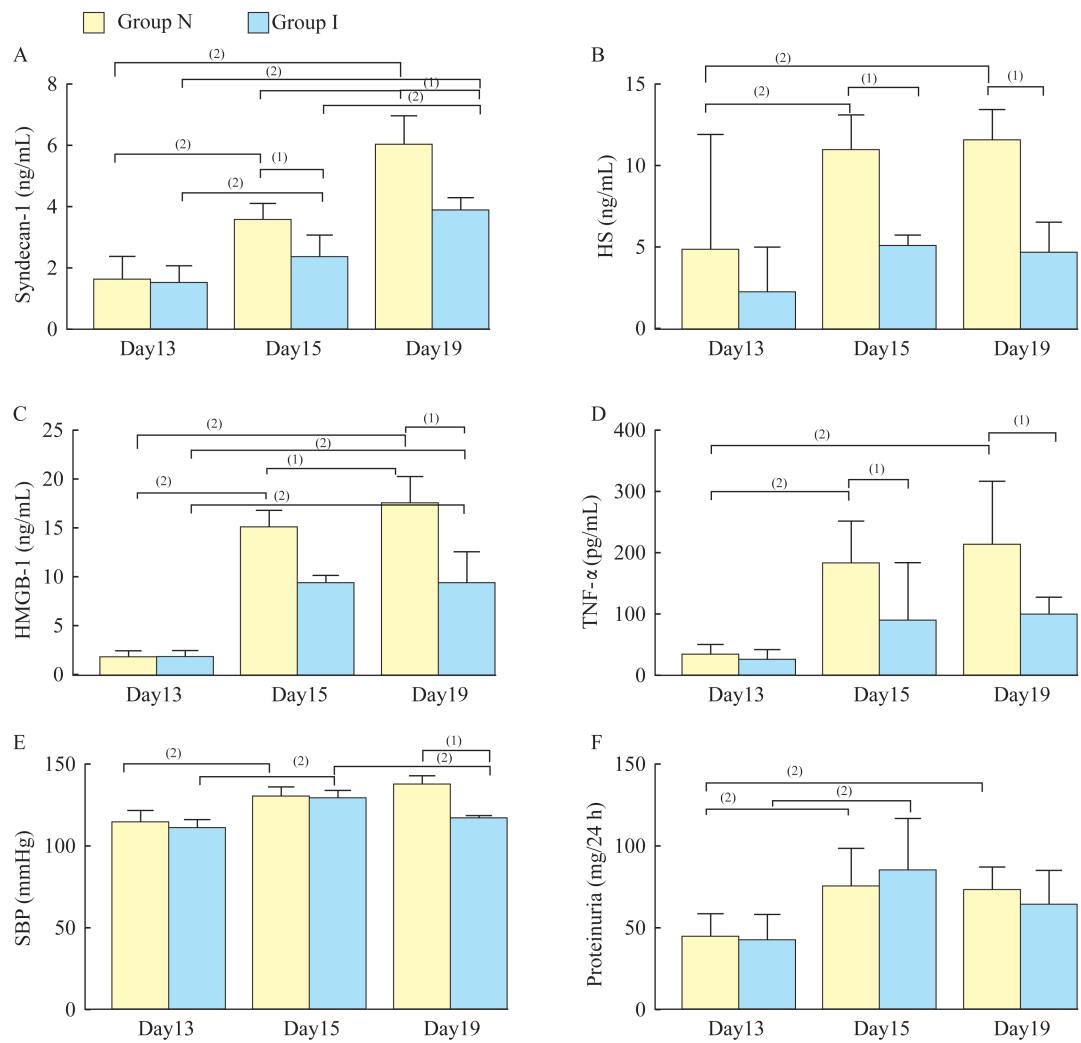 Group N
Group I
A
(2)
(2)
(1)
(2)
(2)
(1)
(2)
8
6
4
2
0
Syndecan-1 (ng/mL)
Day13
Day15
Day19
B
(2)
(1)
(1)
(2)
15
10
5
0
HS (ng/mL)
Day13
Day15
Day19
C
(1)
(2)
(2)
(1)
(2)
(2)
25
20
15
10
5
0
HMGB-1 (ng/mL)
Day13
Day15
Day19
D
(1)
(2)
(1)
(2)
400
300
200
100
0
TNF-α (pg/mL)
Day13
Day15
Day19
E
(1)
(2)
(2)
(2)
150
100
50
0
SBP (mmHg)
Day13
Day15
Day19
F
(2)
(2)
(2)
150
100
50
0
Proteinuria (mg/24 h)
Day13
Day15
Day19